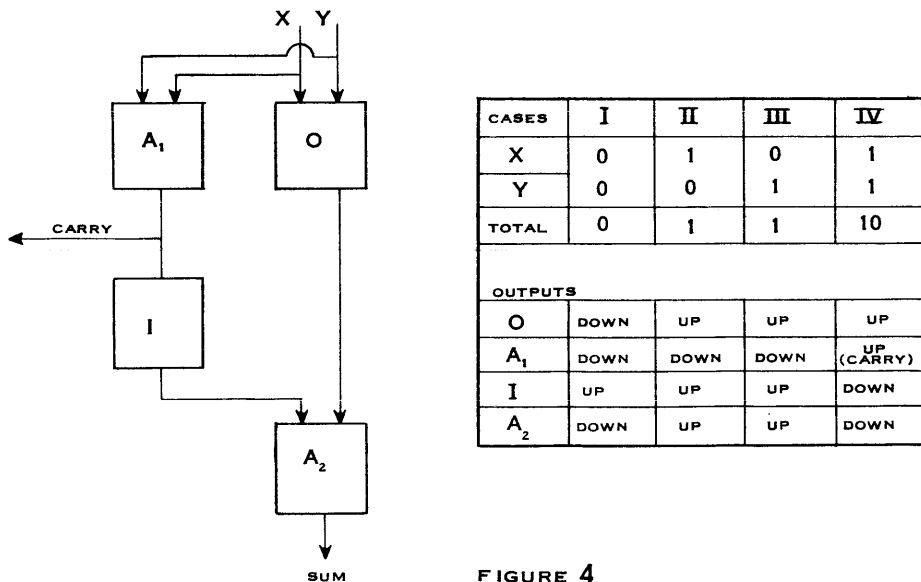 X Y
A₁
O
CARRY
I
A₂
SUM
CASES I II III IV
X 0 1 0 1
Y 0 0 1 1
TOTAL 0 1 1 10
OUTPUTS
O DOWN UP UP UP
A₁ DOWN DOWN DOWN UP (CARRY)
I UP UP UP DOWN
A₂ DOWN UP UP DOWN
FIGURE 4